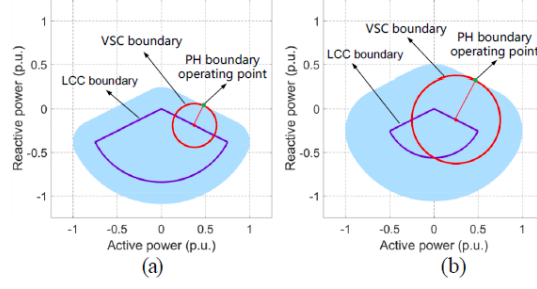 1
0.5
0
-0.5
-1
-1
-0.5
0
0.5
1
Reactive power (p.u.)
Active power (p.u.)
VSC boundary
PH boundary
operating point
LCC boundary
(a)
1
0.5
0
-0.5
-1
-1
-0.5
0
0.5
1
Reactive power (p.u.)
Active power (p.u.)
VSC boundary
PH boundary
operating point
LCC boundary
(b)